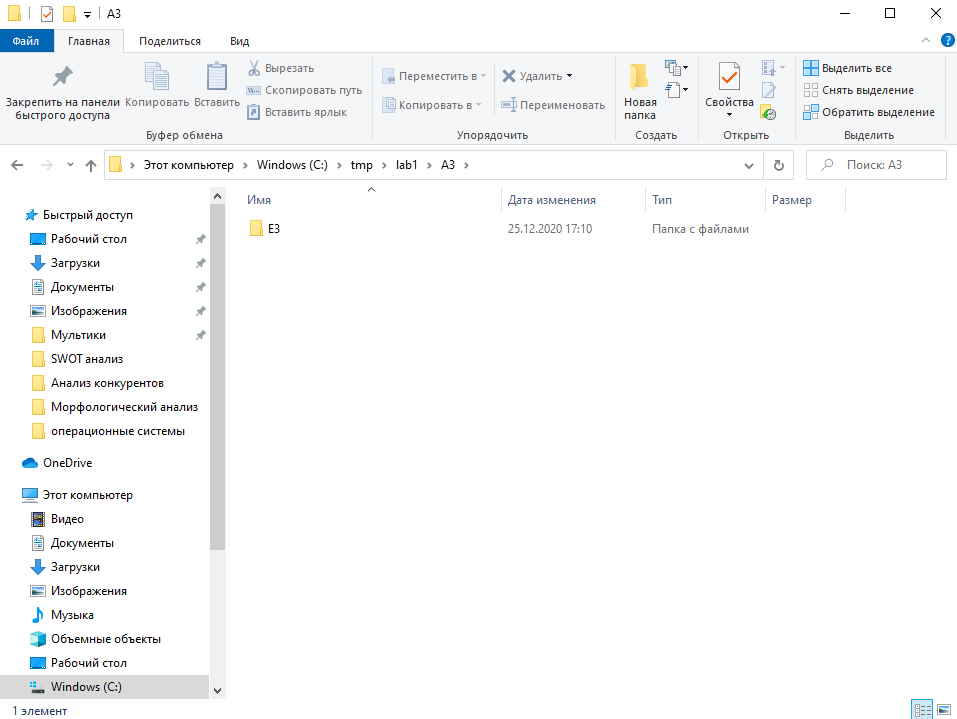 A3
Файл Главная Поделиться Вид
Закрепить на панели быстрого доступа
Копировать
Вставить
Вырезать
Скопировать путь
Вставить ярлык
Буфер обмена
Переместить в
Копировать в
Удалить
Переименовать
Упорядочить
Новая папка
Создать
Свойства
Открыть
Выделить все
Снять выделение
Обратить выделение
Выделить
Этот компьютер Windows (C:) tmp lab1 A3
Поиск: A3
Имя Дата изменения Тип Размер
E3 25.12.2020 17:10 Папка с файлами
Быстрый доступ
Рабочий стол
Загрузки
Документы
Изображения
Мультики
SWOT анализ
Анализ конкурентов
Морфологический анализ
операционные системы
OneDrive
Этот компьютер
Видео
Документы
Загрузки
Изображения
Музыка
Объемные объекты
Рабочий стол
Windows (C:)
1 элемент